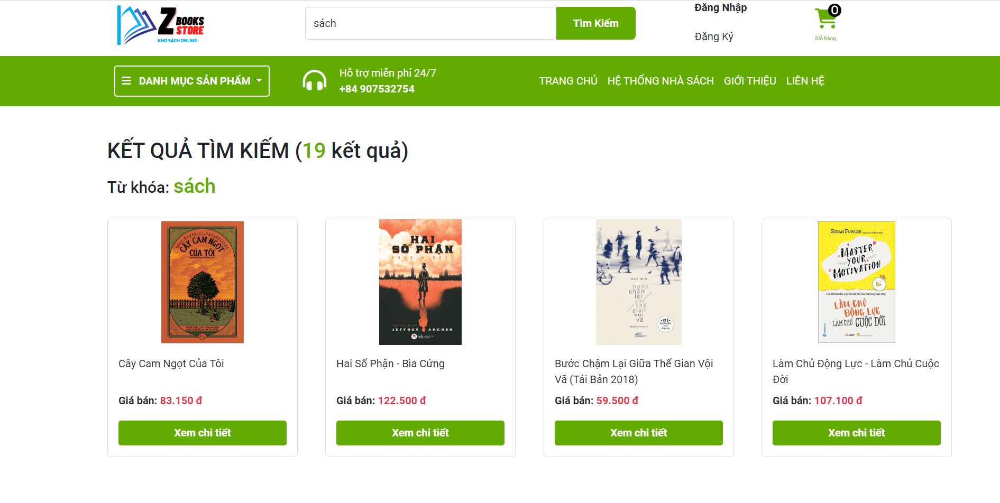 Z BOOKS
STORE
KHO SÁCH ONLINE
sách
Tìm Kiếm
Đăng Nhập
Đăng Ký
0
Giỏ hàng
DANH MỤC SẢN PHẨM
Hỗ trợ miễn phí 24/7
+84 907532754
TRANG CHỦ HỆ THỐNG NHÀ SÁCH GIỚI THIỆU LIÊN HỆ
KẾT QUẢ TÌM KIẾM (19 kết quả)
Từ khóa: sách
CÂY CAM NGỌT
CỦA TÔI
HAI
SỐ PHẬN
JEFFREY ARCHER
HAE MIN
bước
chậm
lại
giữa
thế
gian
vội
vã
#1
Bestseller
Korea
SUSAN FOWLER
MASTER
YOUR
MOTIVATION
LÀM CHỦ
ĐỘNG LỰC
LÀM CHỦ CUỘC ĐỜI
Cây Cam Ngọt Của Tôi
Giá bán: 83.150 đ
Xem chi tiết
Hai Số Phận - Bìa Cứng
Giá bán: 122.500 đ
Xem chi tiết
Bước Chậm Lại Giữa Thế Gian Vội
Vã (Tái Bản 2018)
Giá bán: 59.500 đ
Xem chi tiết
Làm Chủ Động Lực - Làm Chủ Cuộc
Đời
Giá bán: 107.100 đ
Xem chi tiết